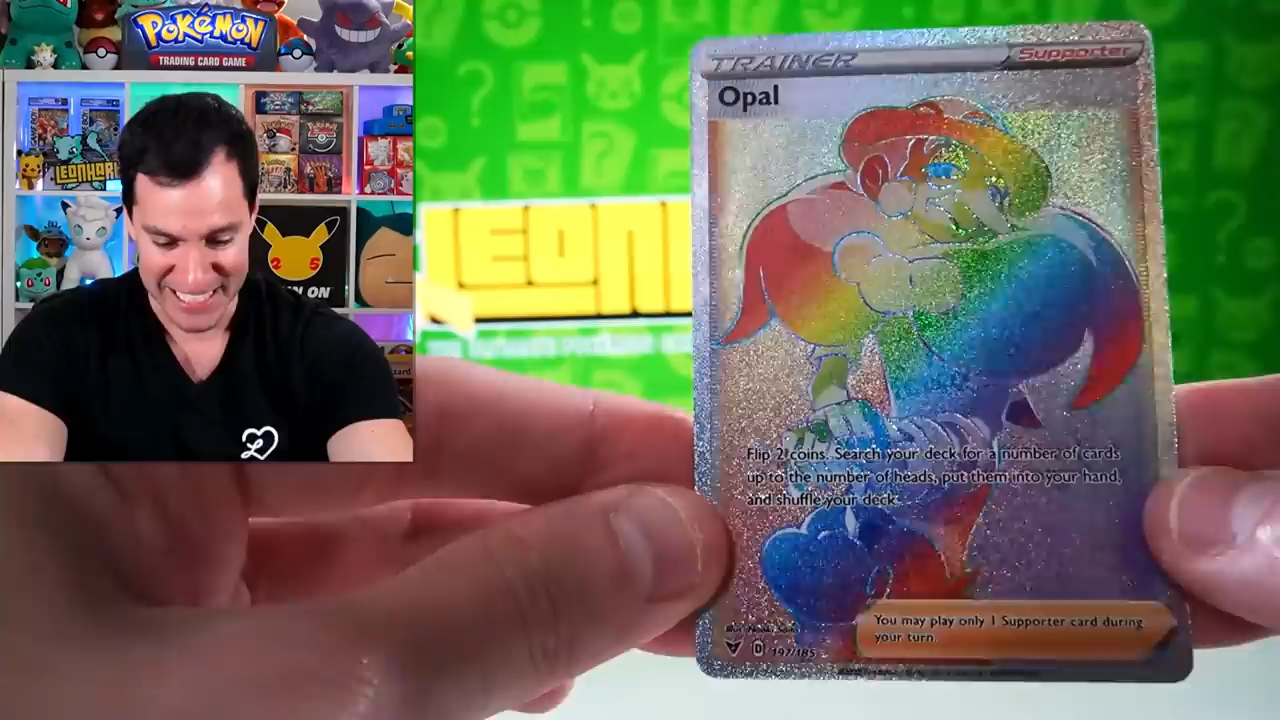 POKÉMON
TRADING CARD GAME
LEONHART
25
LEONH
TRAINER
Supporter
Opal
Flip 2 coins. Search your deck for a number of cards
up to the number of heads, put them into your hand,
and shuffle your deck.
You may play only 1 Supporter card during
your turn.
197/185